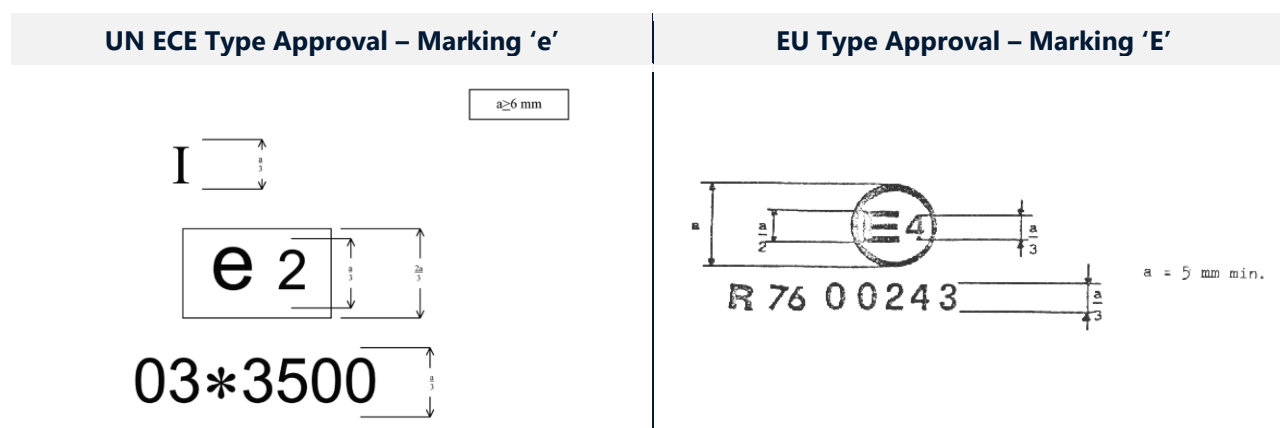 UN ECE Type Approval – Marking ‘e’
a≥6 mm
I
a
3
e 2
a
3
2a
3
03*3500
a
3
EU Type Approval – Marking ‘E’
a
a
2
E 4
a
3
a = 5 mm min.
R 76 00243
a
3